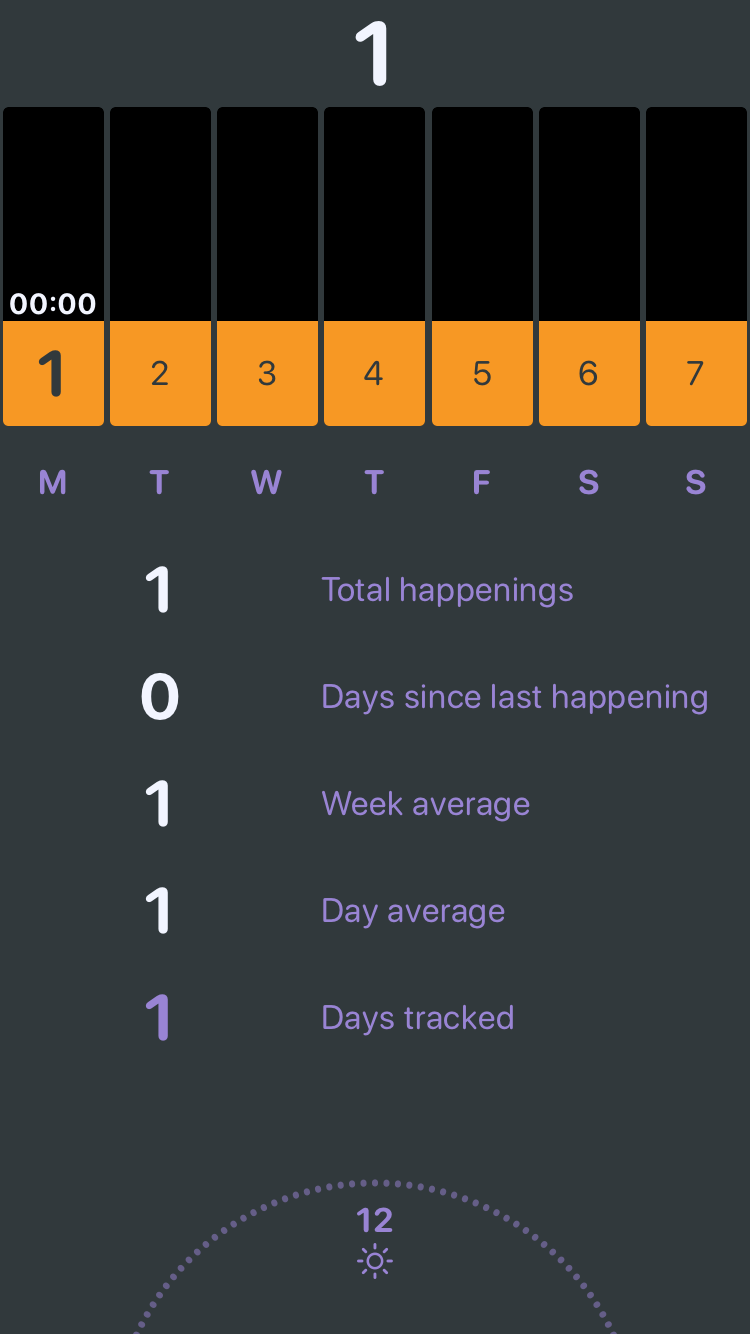 1
00:00
1 2 3 4 5 6 7
M T W T F S S
1 Total happenings
0 Days since last happening
1 Week average
1 Day average
1 Days tracked
12